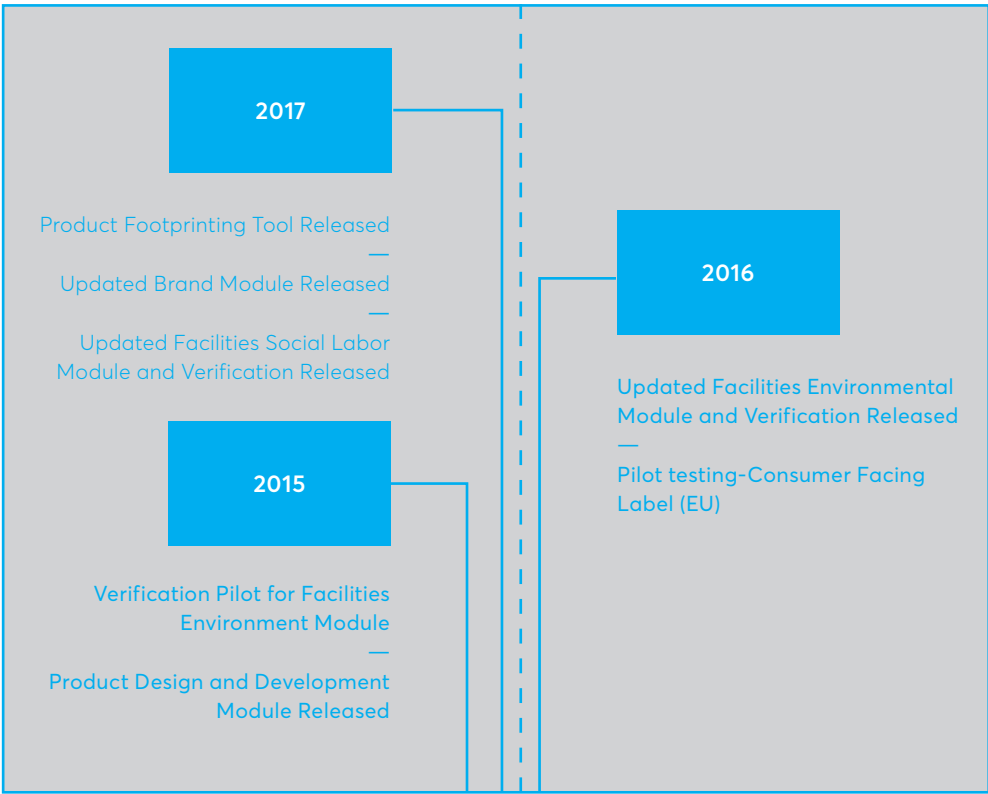 2017
Product Footprinting Tool Released
—
Updated Brand Module Released
—
Updated Facilities Social Labor
Module and Verification Released
2016
Updated Facilities Environmental
Module and Verification Released
—
Pilot testing-Consumer Facing
Label (EU)
2015
Verification Pilot for Facilities
Environment Module
—
Product Design and Development
Module Released